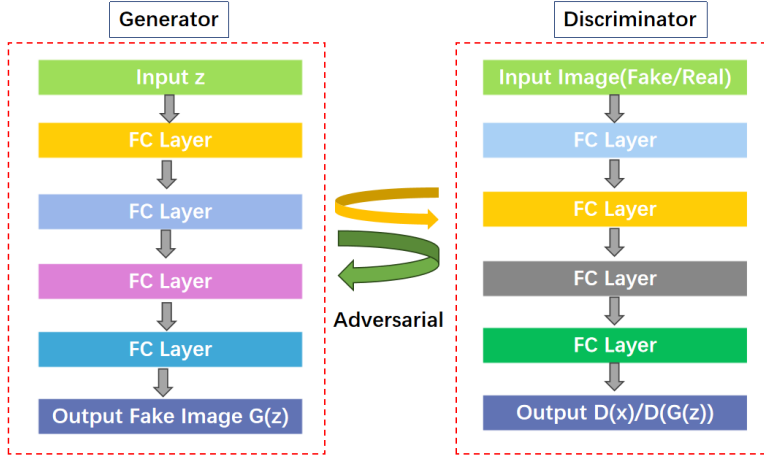 Generator
Input z
FC Layer
FC Layer
FC Layer
FC Layer
Output Fake Image G(z)
Adversarial
Discriminator
Input Image(Fake/Real)
FC Layer
FC Layer
FC Layer
FC Layer
Output D(x)/D(G(z))